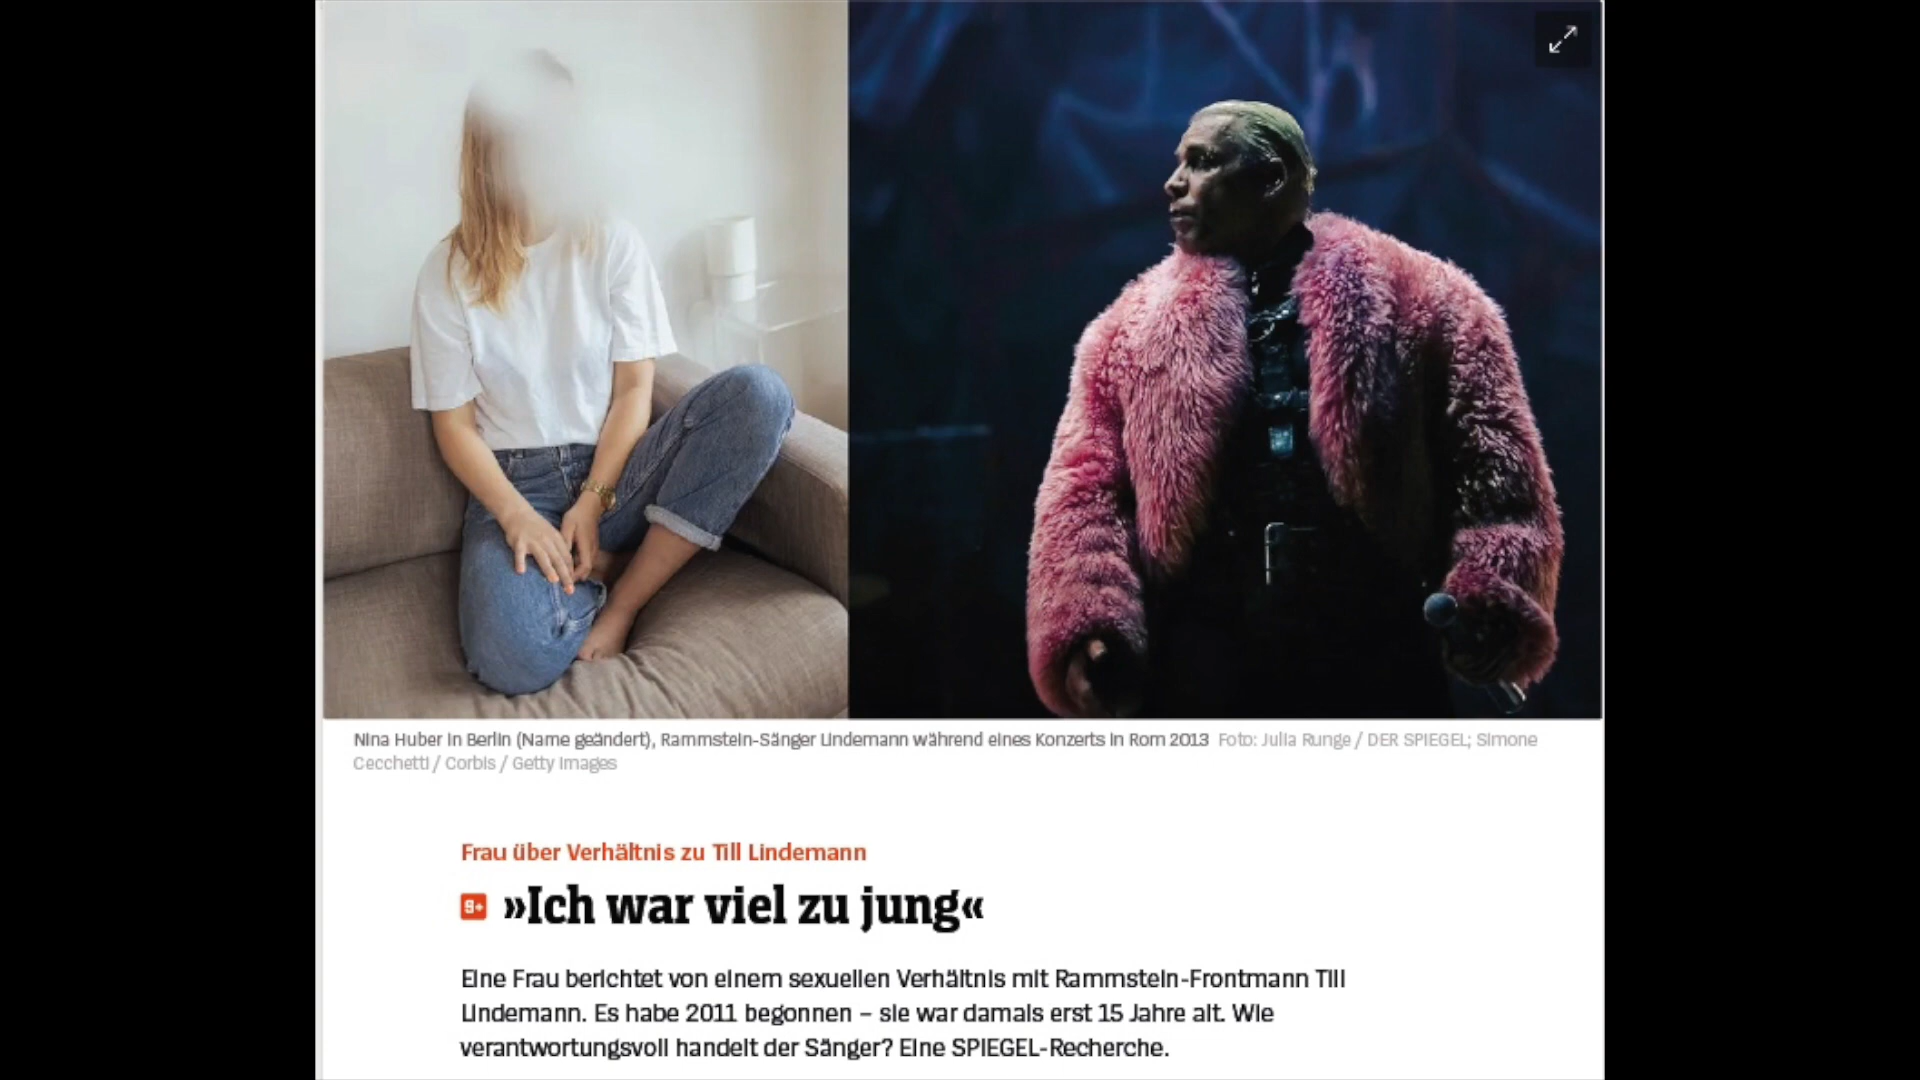 Nina Huber in Berlin (Name geändert), Rammstein-Sänger Lindemann während eines Konzerts in Rom 2013 Foto: Julia Runge / DER SPIEGEL; Simone
Cecchetti / Corbis / Getty Images
Frau über Verhältnis zu Till Lindemann
S+ »Ich war viel zu jung«
Eine Frau berichtet von einem sexuellen Verhältnis mit Rammstein-Frontmann Till
Lindemann. Es habe 2011 begonnen – sie war damals erst 15 Jahre alt. Wie
verantwortungsvoll handelt der Sänger? Eine SPIEGEL-Recherche.